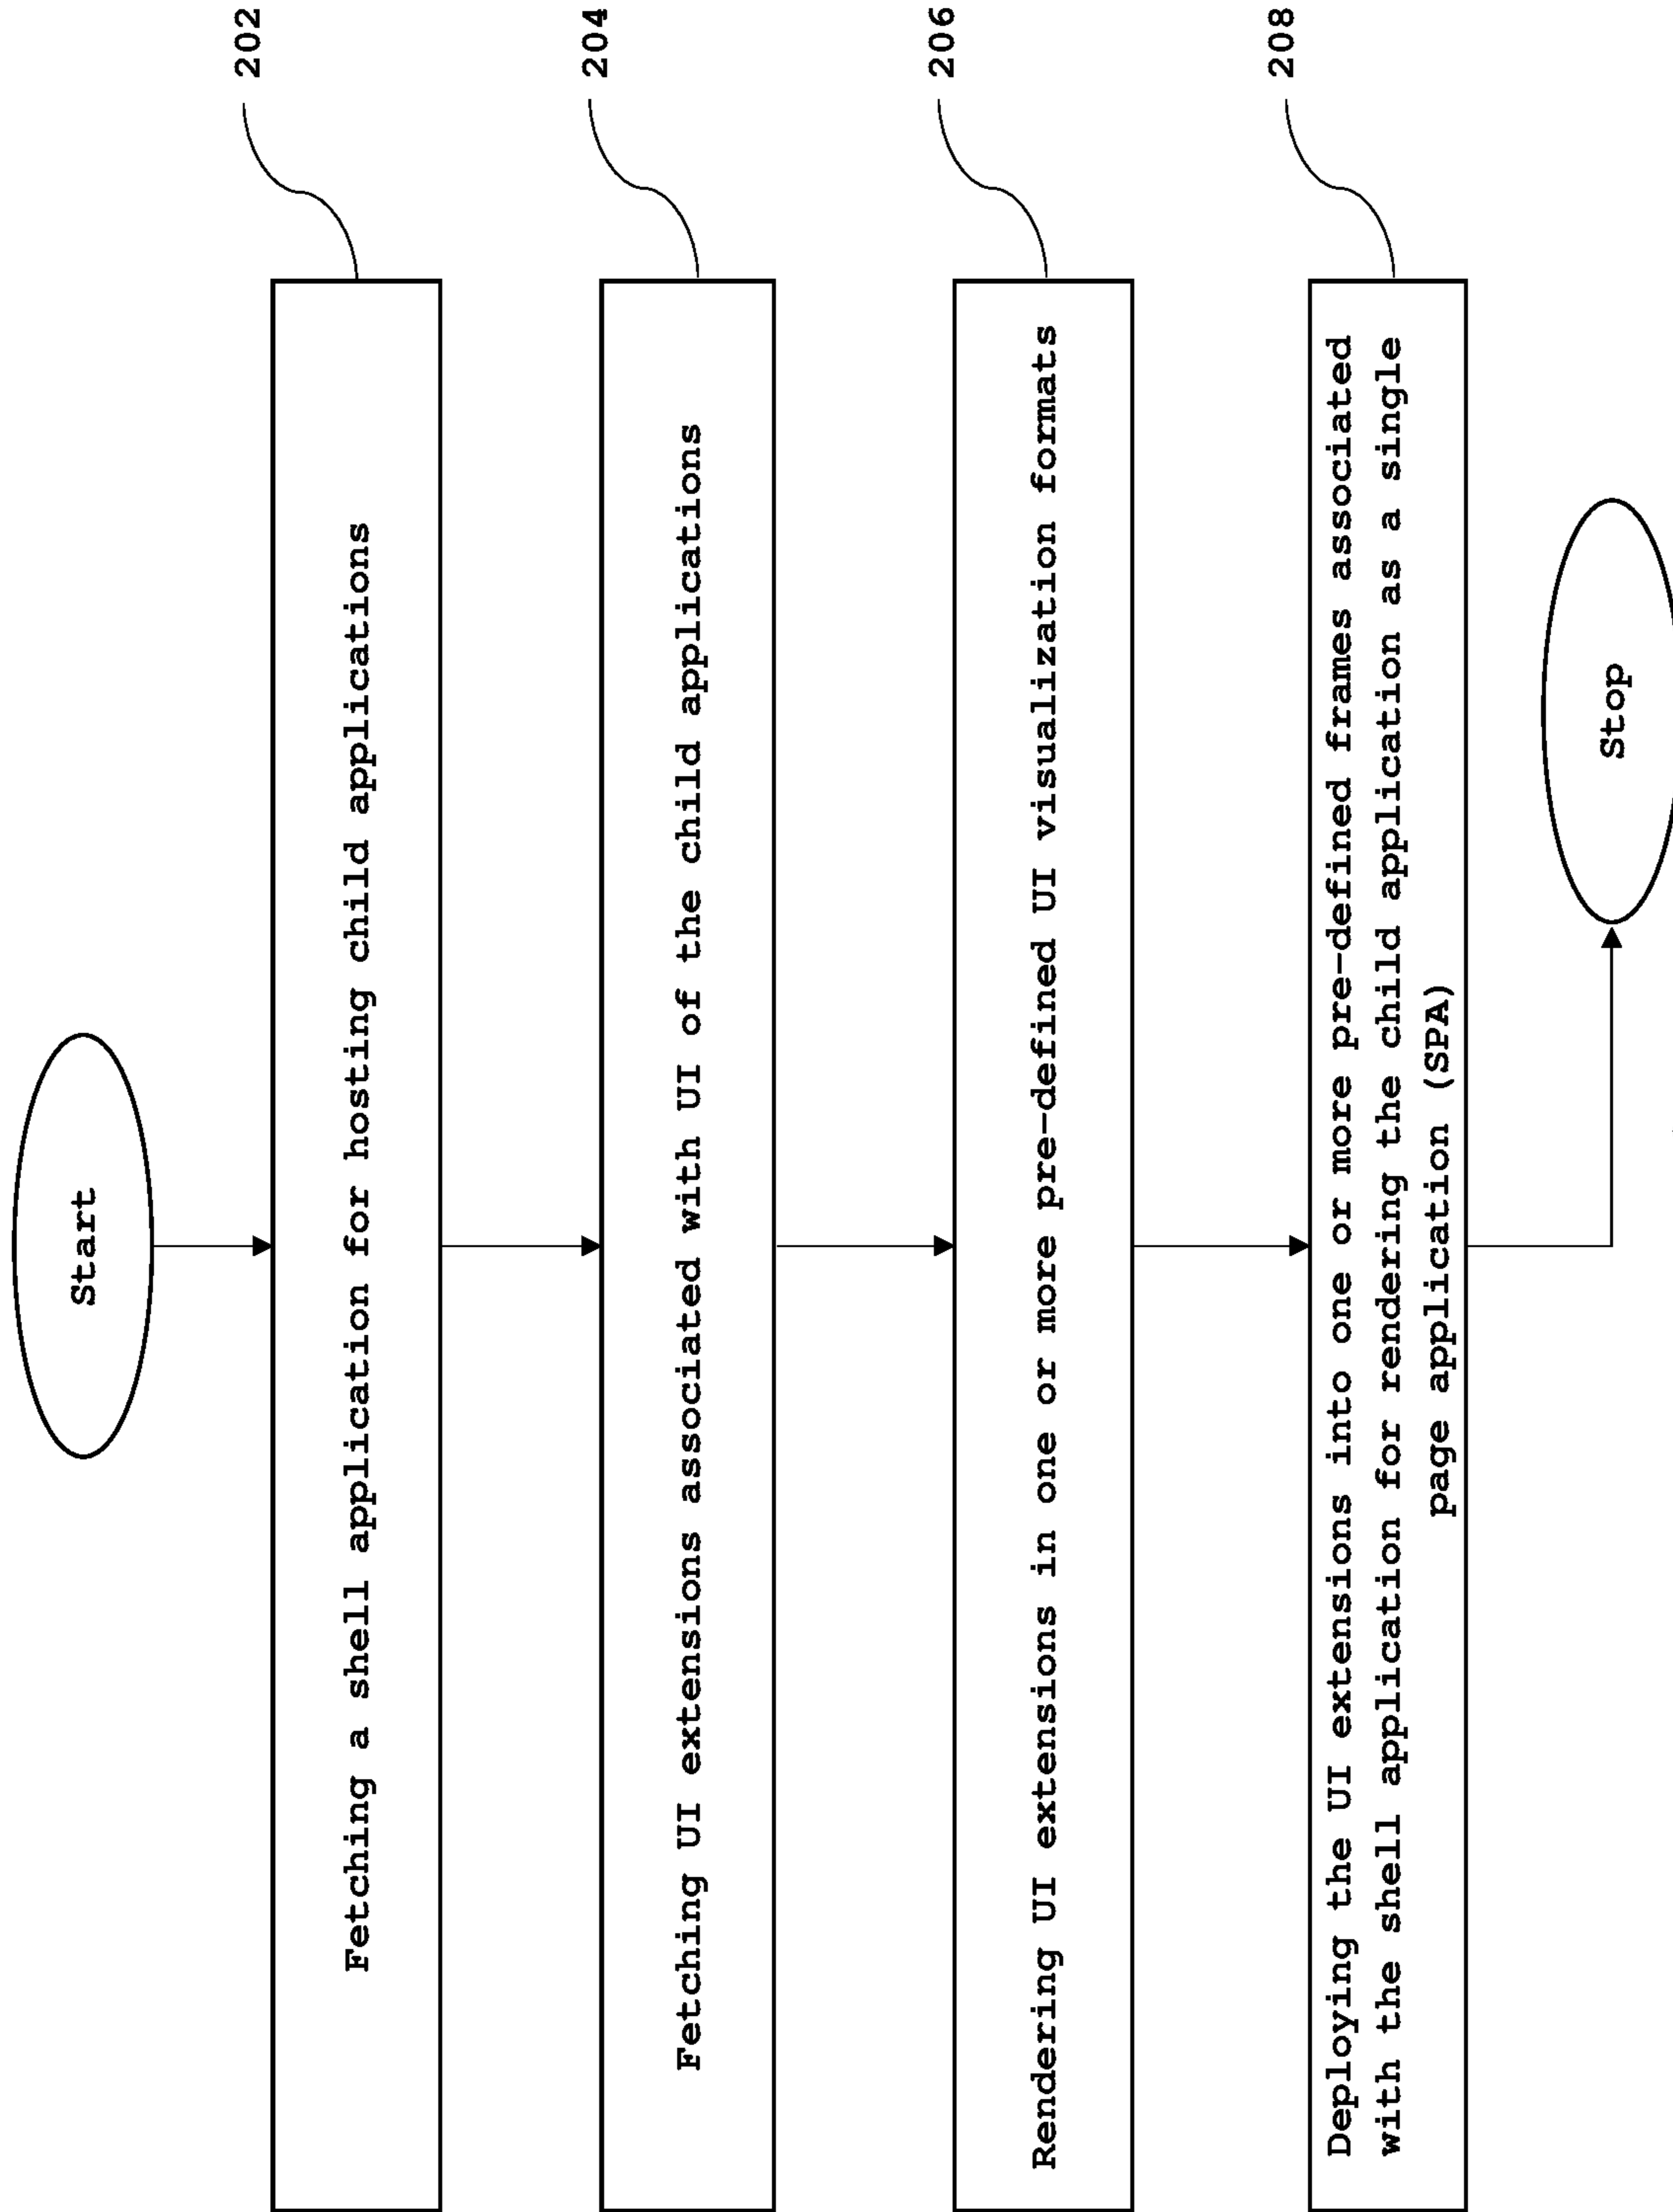 Start
202
Fetching a shell application for hosting child applications
204
Fetching UI extensions associated with UI of the child applications
206
Rendering UI extensions in one or more pre-defined UI visualization formats
208
Deploying the UI extensions into one or more pre-defined frames associated
with the shell application for rendering the child application as a single
page application (SPA)
Stop